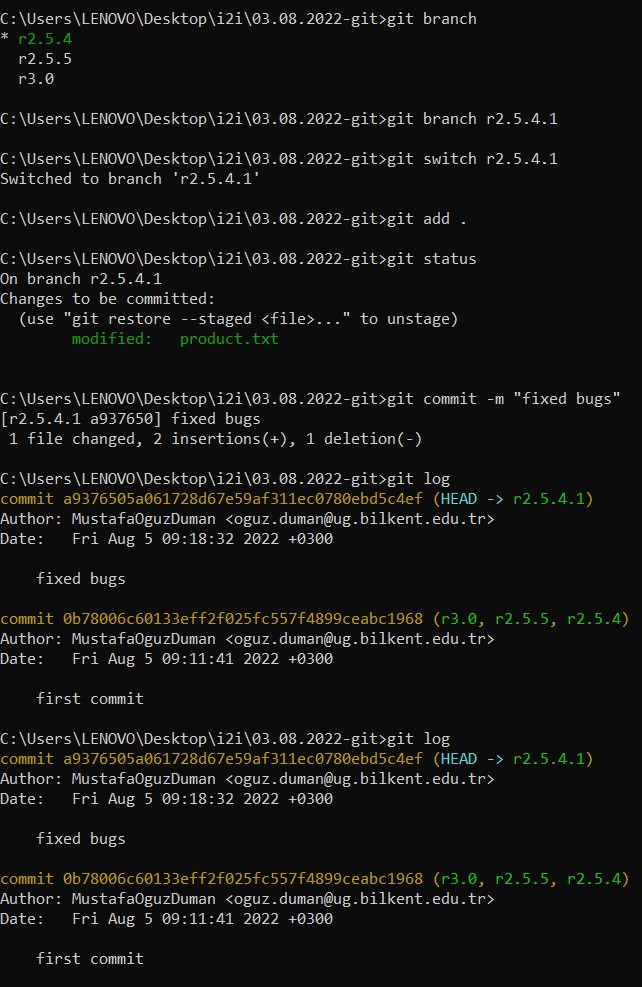 C:\Users\LENOVO\Desktop\i2i\03.08.2022-git>git branch
* r2.5.4
  r2.5.5
  r3.0
C:\Users\LENOVO\Desktop\i2i\03.08.2022-git>git branch r2.5.4.1
C:\Users\LENOVO\Desktop\i2i\03.08.2022-git>git switch r2.5.4.1
Switched to branch 'r2.5.4.1'
C:\Users\LENOVO\Desktop\i2i\03.08.2022-git>git add .
C:\Users\LENOVO\Desktop\i2i\03.08.2022-git>git status
On branch r2.5.4.1
Changes to be committed:
  (use "git restore --staged <file>..." to unstage)
        modified:   product.txt
C:\Users\LENOVO\Desktop\i2i\03.08.2022-git>git commit -m "fixed bugs"
[r2.5.4.1 a937650] fixed bugs
 1 file changed, 2 insertions(+), 1 deletion(-)
C:\Users\LENOVO\Desktop\i2i\03.08.2022-git>git log
commit a9376505a061728d67e59af311ec0780ebd5c4ef (HEAD -> r2.5.4.1)
Author: MustafaOguzDuman <oguz.duman@ug.bilkent.edu.tr>
Date:   Fri Aug 5 09:18:32 2022 +0300
    fixed bugs
commit 0b78006c60133eff2f025fc557f4899ceabc1968 (r3.0, r2.5.5, r2.5.4)
Author: MustafaOguzDuman <oguz.duman@ug.bilkent.edu.tr>
Date:   Fri Aug 5 09:11:41 2022 +0300
    first commit
C:\Users\LENOVO\Desktop\i2i\03.08.2022-git>git log
commit a9376505a061728d67e59af311ec0780ebd5c4ef (HEAD -> r2.5.4.1)
Author: MustafaOguzDuman <oguz.duman@ug.bilkent.edu.tr>
Date:   Fri Aug 5 09:18:32 2022 +0300
    fixed bugs
commit 0b78006c60133eff2f025fc557f4899ceabc1968 (r3.0, r2.5.5, r2.5.4)
Author: MustafaOguzDuman <oguz.duman@ug.bilkent.edu.tr>
Date:   Fri Aug 5 09:11:41 2022 +0300
    first commit